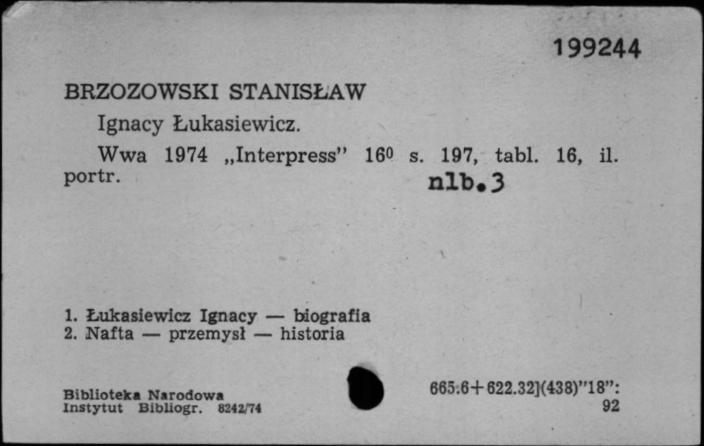 199244
BRZOZOWSKI STANISŁAW
Ignacy Łukasiewicz.
Wwa 1974 „Interpress” 16⁰ s. 197, tabl. 16, il.
portr.
nlb.3
1. Łukasiewicz Ignacy — biografia
2. Nafta — przemysł — historia
665.6+622.32](438)”18”:
92
Biblioteka Narodowa
Instytut Bibliogr. 8242/74